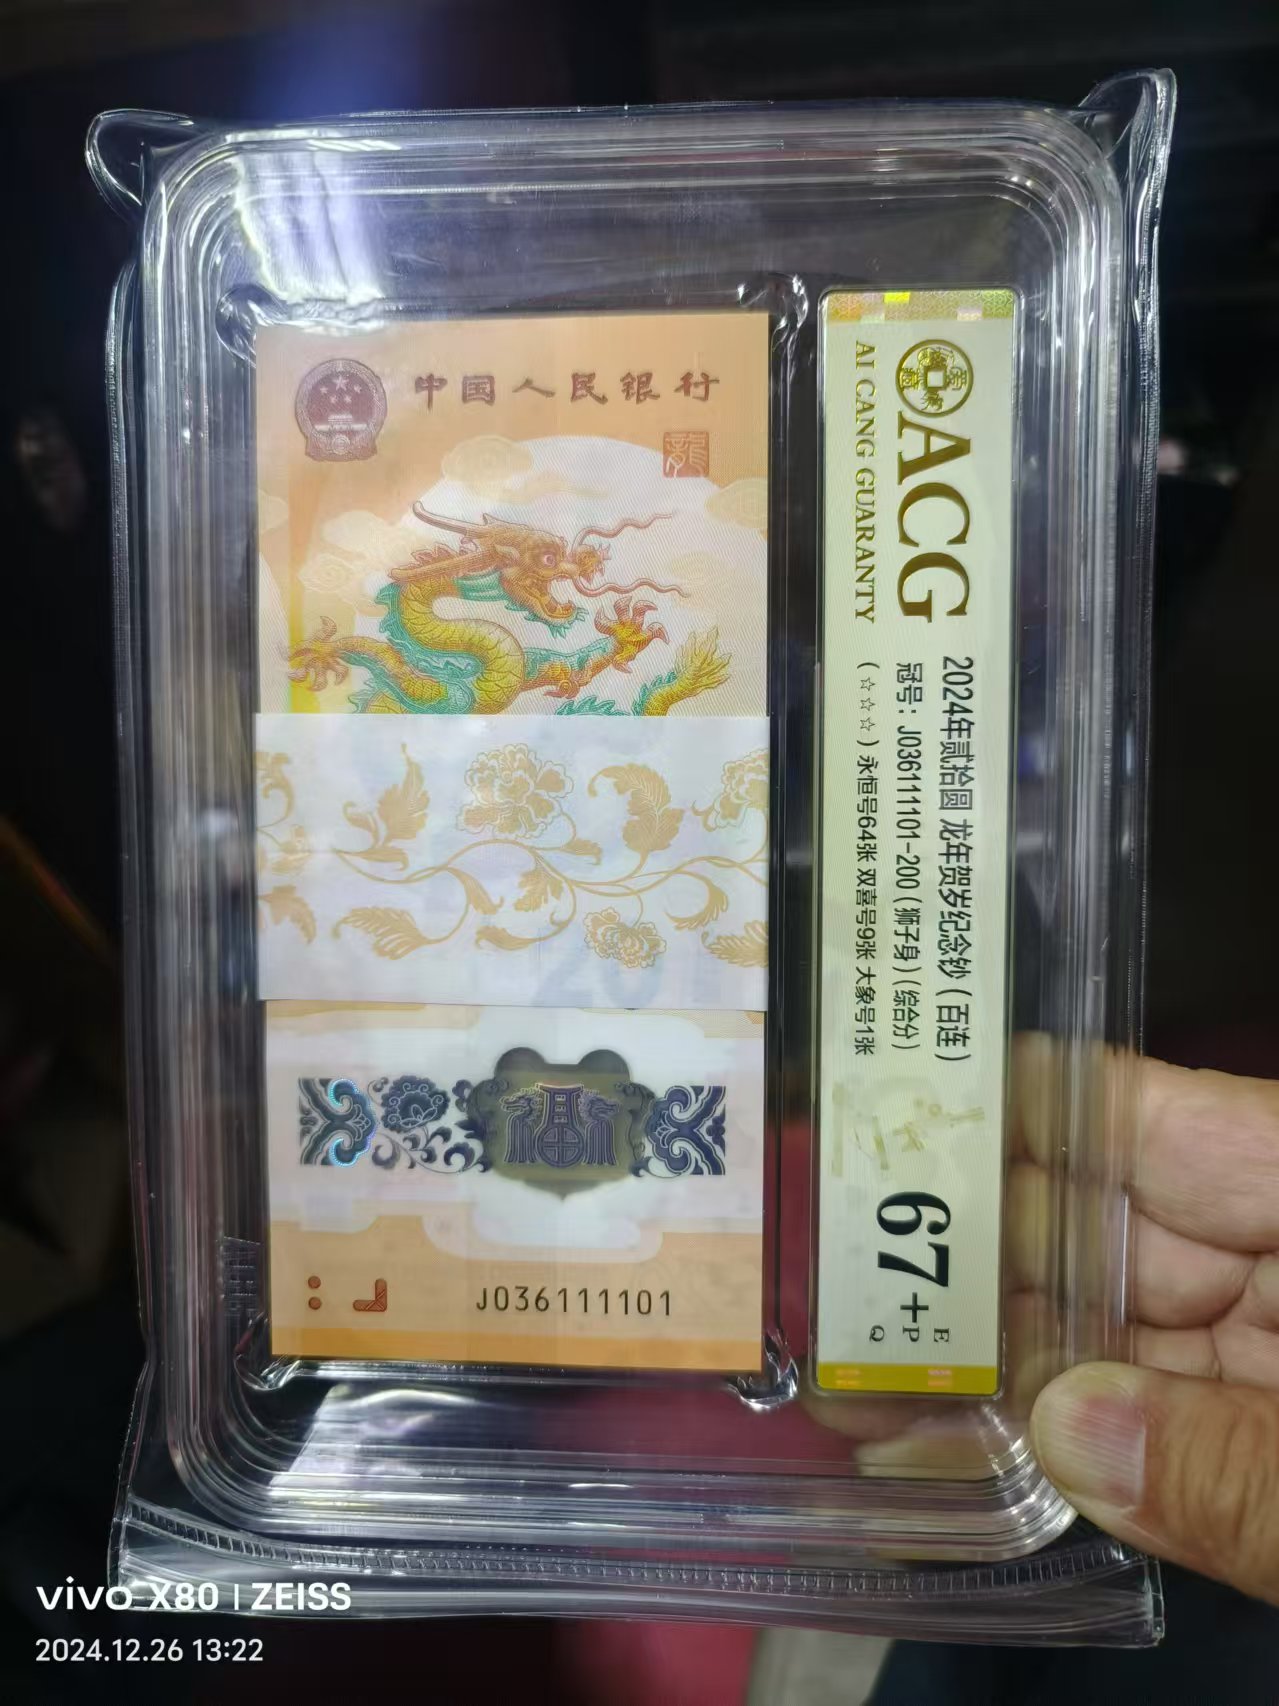 中国人民银行
龍
J036111101
ACG
AI CANG GUARANTY
2024年贰拾圆 龙年贺岁纪念钞(百连)
冠号: J036111101-200(狮子身)(综合分)
(☆☆☆)永恒号64张 双喜号9张 大象号1张
67+
E
P
Q
vivo X80 | ZEISS
2024.12.26 13:22